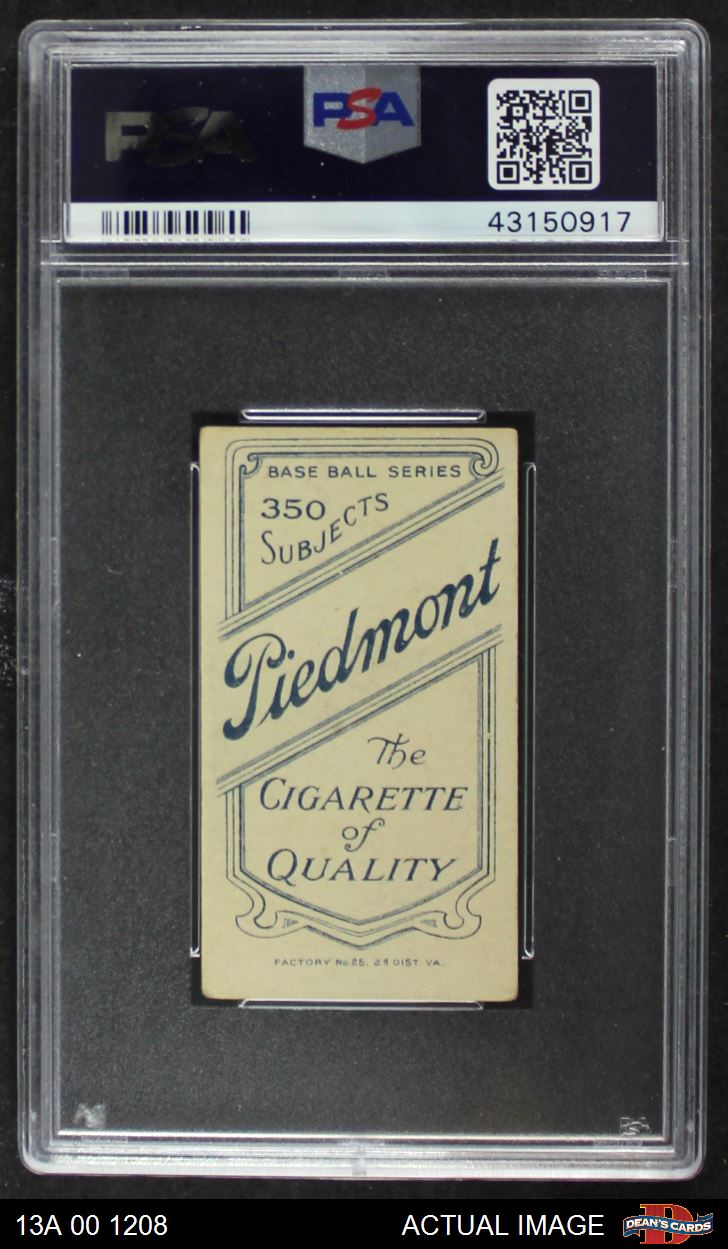 PSA
PSA
43150917
BASE BALL SERIES
350
SUBJECTS
Piedmont
The
CIGARETTE
of
QUALITY
FACTORY No. 25, 2d DIST. VA.
PSA
13A 00 1208
ACTUAL IMAGE
D
DEAN'S CARDS